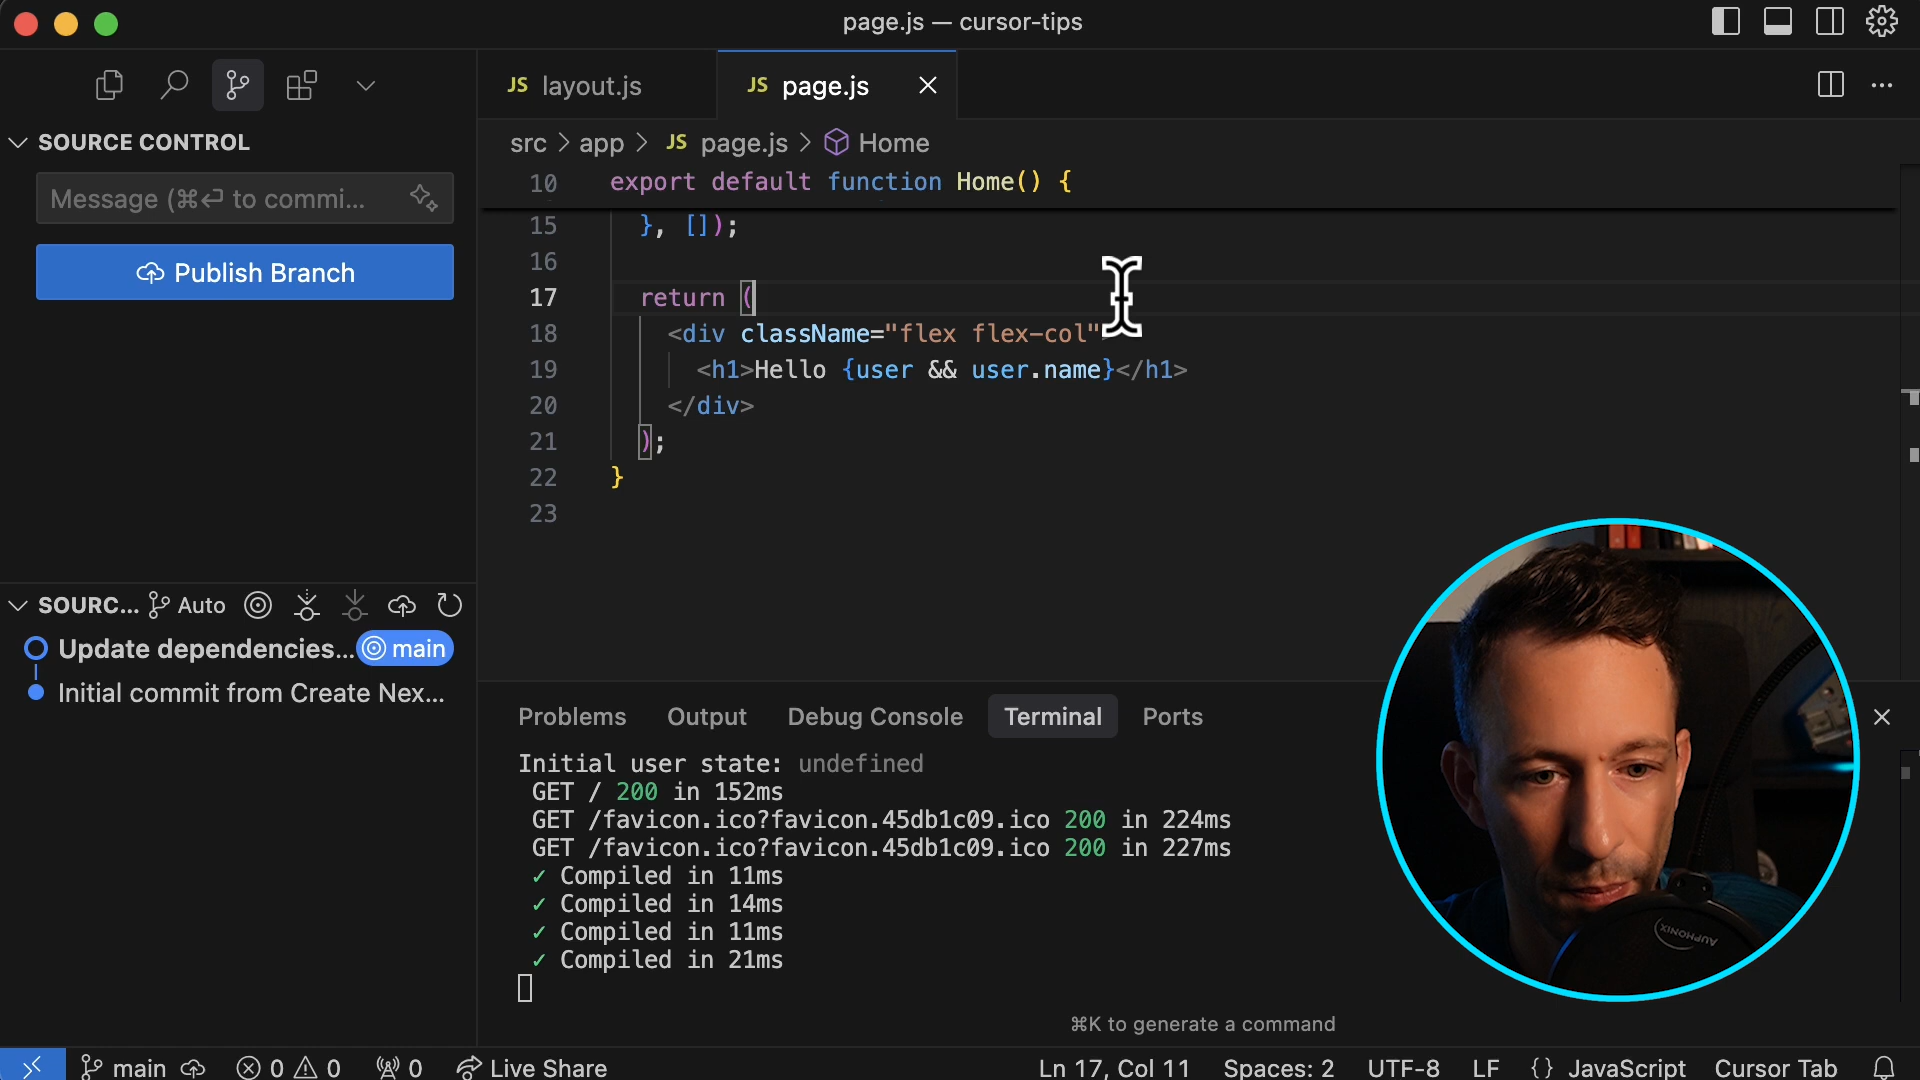 page.js — cursor-tips
JS layout.js
JS page.js
src > app > JS page.js > Home
SOURCE CONTROL
Message (⌘⏎ to commi...
Publish Branch
10 export default function Home() {
15 }, []);
16
17 return (
18 <div className="flex flex-col"
19 <h1>Hello {user && user.name}</h1>
20 </div>
21 );
22 }
23
SOURC... Auto
Update dependencies... main
Initial commit from Create Nex...
Problems Output Debug Console Terminal Ports
Initial user state: undefined
GET / 200 in 152ms
GET /favicon.ico?favicon.45db1c09.ico 200 in 224ms
GET /favicon.ico?favicon.45db1c09.ico 200 in 227ms
✓ Compiled in 11ms
✓ Compiled in 14ms
✓ Compiled in 11ms
✓ Compiled in 21ms
⌘K to generate a command
AUPHONIX
main 0 0 0 Live Share Ln 17, Col 11 Spaces: 2 UTF-8 LF {} JavaScript Cursor Tab